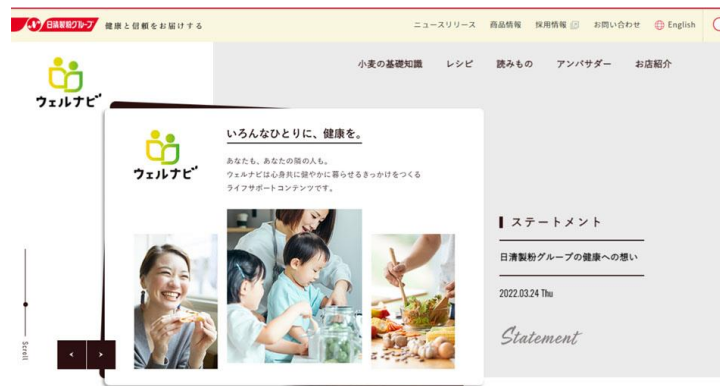 日清製粉グループ 健康と信頼をお届けする
ニュースリリース 商品情報 採用情報 お問い合わせ English
小麦の基礎知識 レシピ 読みもの アンバサダー お店紹介
ウェルナビ
ウェルナビ
いろんなひとりに、健康を。
あなたも、あなたの隣の人も。
ウェルナビは心身共に健やかに暮らせるきっかけをつくる
ライフサポートコンテンツです。
ステートメント
日清製粉グループの健康への想い
2022.03.24 Thu
Statement
Scroll